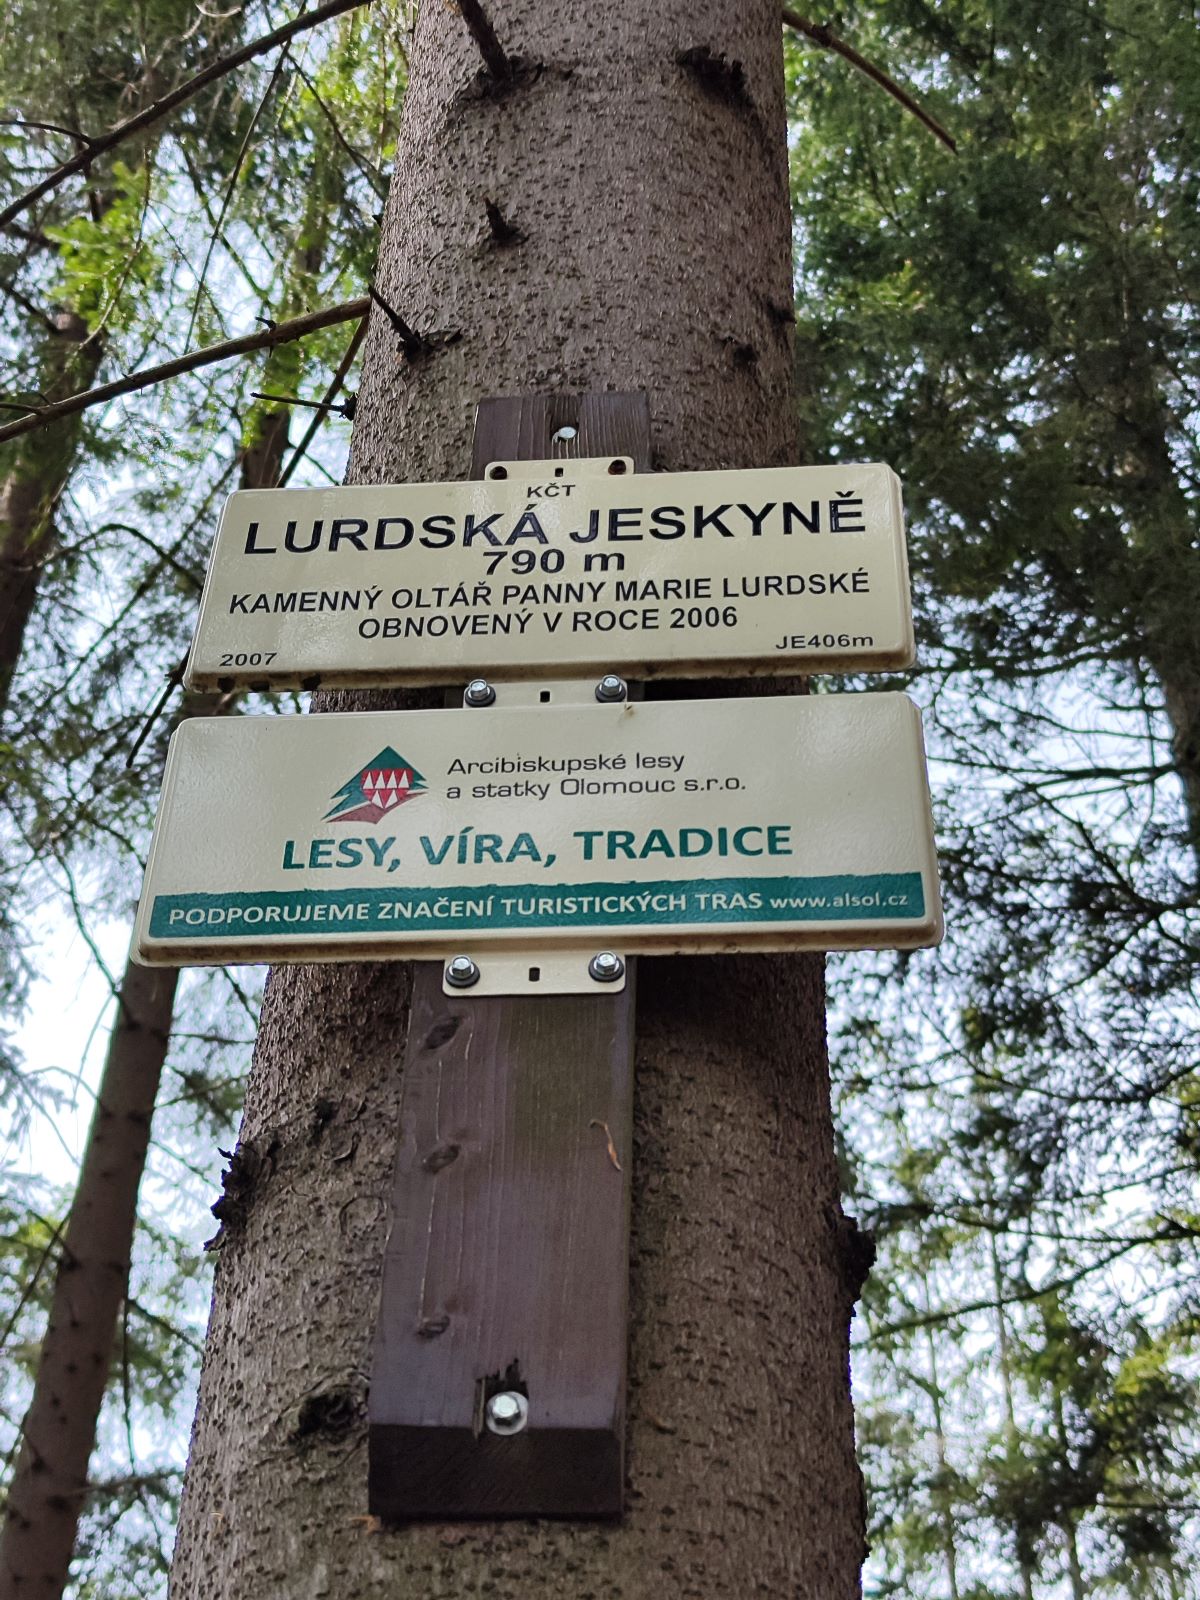 KČT
LURDSKÁ JESKYNĚ
790 m
KAMENNÝ OLTÁŘ PANNY MARIE LURDSKÉ
OBNOVENÝ V ROCE 2006
2007 JE406m
Arcibiskupské lesy
a statky Olomouc s.r.o.
LESY, VÍRA, TRADICE
PODPORUJEME ZNAČENÍ TURISTICKÝCH TRAS www.alsol.cz